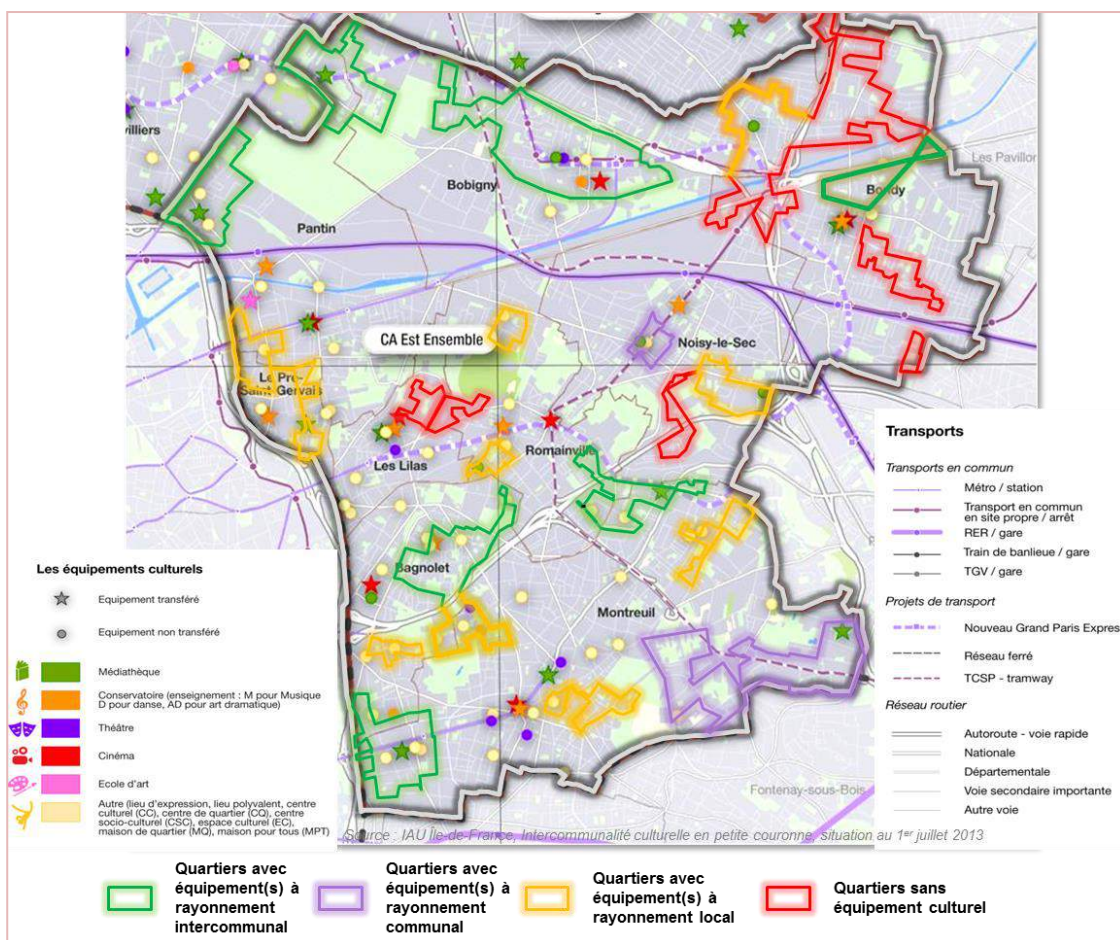 villiers
Bobigny
Les Pavillon
Bondy
Pantin
CA Est Ensemble
Noisy-le-Sec
Le Pré-
Saint-Gervais
Romainville
Les Lilas
Bagnolet
Montreuil
Fontenay-sous-Bois
Les équipements culturels
Equipement transféré
Equipement non transféré
Médiathèque
Conservatoire (enseignement : M pour Musique
D pour danse, AD pour art dramatique)
Théâtre
Cinéma
Ecole d'art
Autre (lieu d'expression, lieu polyvalent, centre
culturel (CC), centre de quartier (CQ), centre
socio-culturel (CSC), espace culturel (EC),
maison de quartier (MQ), maison pour tous (MPT)
Transports
Transports en commun
Métro / station
Transport en commun
en site propre / arrêt
RER / gare
Train de banlieue / gare
TGV / gare
Projets de transport
Nouveau Grand Paris Expres
Réseau ferré
TCSP - tramway
Réseau routier
Autoroute - voie rapide
Nationale
Départementale
Voie secondaire importante
Autre voie
Source : IAU Île-de-France, Intercommunalité culturelle en petite couronne, situation au 1er juillet 2013
Quartiers avec
équipement(s) à
rayonnement
intercommunal
Quartiers avec
équipement(s) à
rayonnement
communal
Quartiers avec
équipement(s) à
rayonnement local
Quartiers sans
équipement culturel